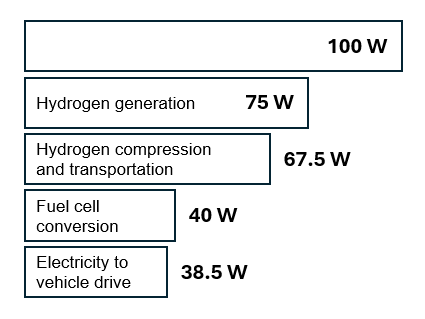 100 W
Hydrogen generation 75 W
Hydrogen compression
and transportation
67.5 W
Fuel cell
conversion
40 W
Electricity to
vehicle drive
38.5 W